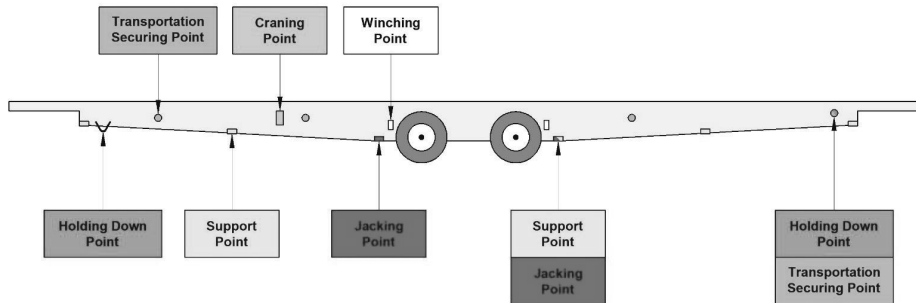 Transportation
Securing Point
Craning
Point
Winching
Point
Holding Down
Point
Support
Point
Jacking
Point
Support
Point
Jacking
Point
Holding Down
Point
Transportation
Securing Point